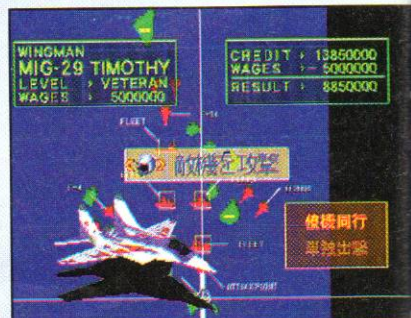 WINGMAN
MIG-29 TIMOTHY
LEVEL › VETERAN
WAGES › 5000000
CREDIT › 13850000
WAGES › - 5000000
RESULT › 8850000
FLEET
敵機を攻撃
僚機同行
単独出撃